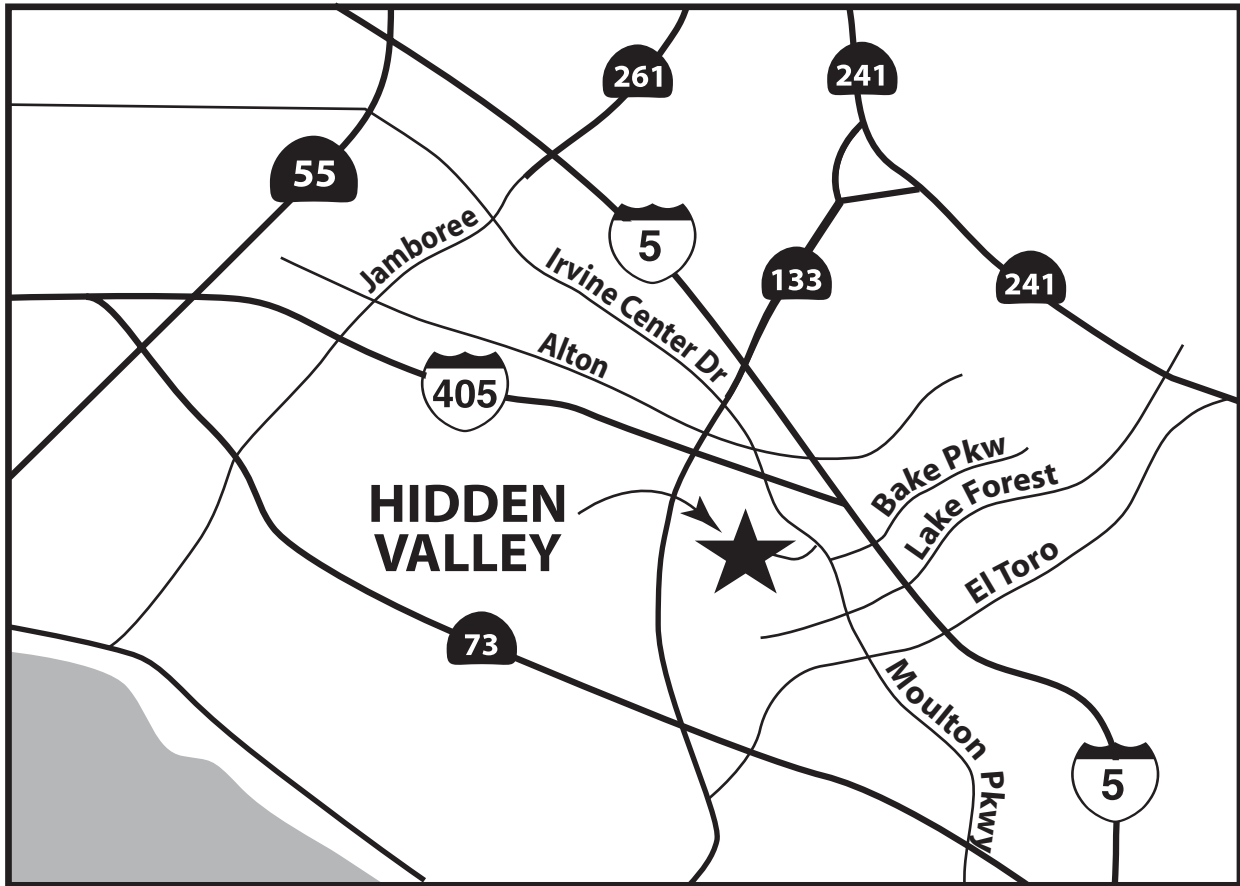 261
241
55
5
Jamboree
Irvine Center Dr
133
241
Alton
405
Bake Pkw
Lake Forest
HIDDEN
VALLEY
El Toro
73
Moulton Pkwy
5